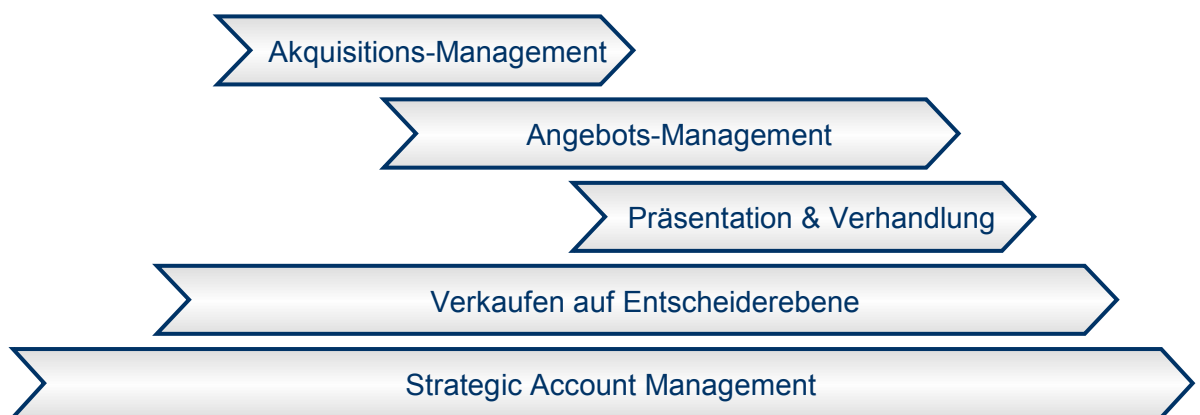 Akquisitions-Management
Angebots-Management
Präsentation & Verhandlung
Verkaufen auf Entscheiderebene
Strategic Account Management